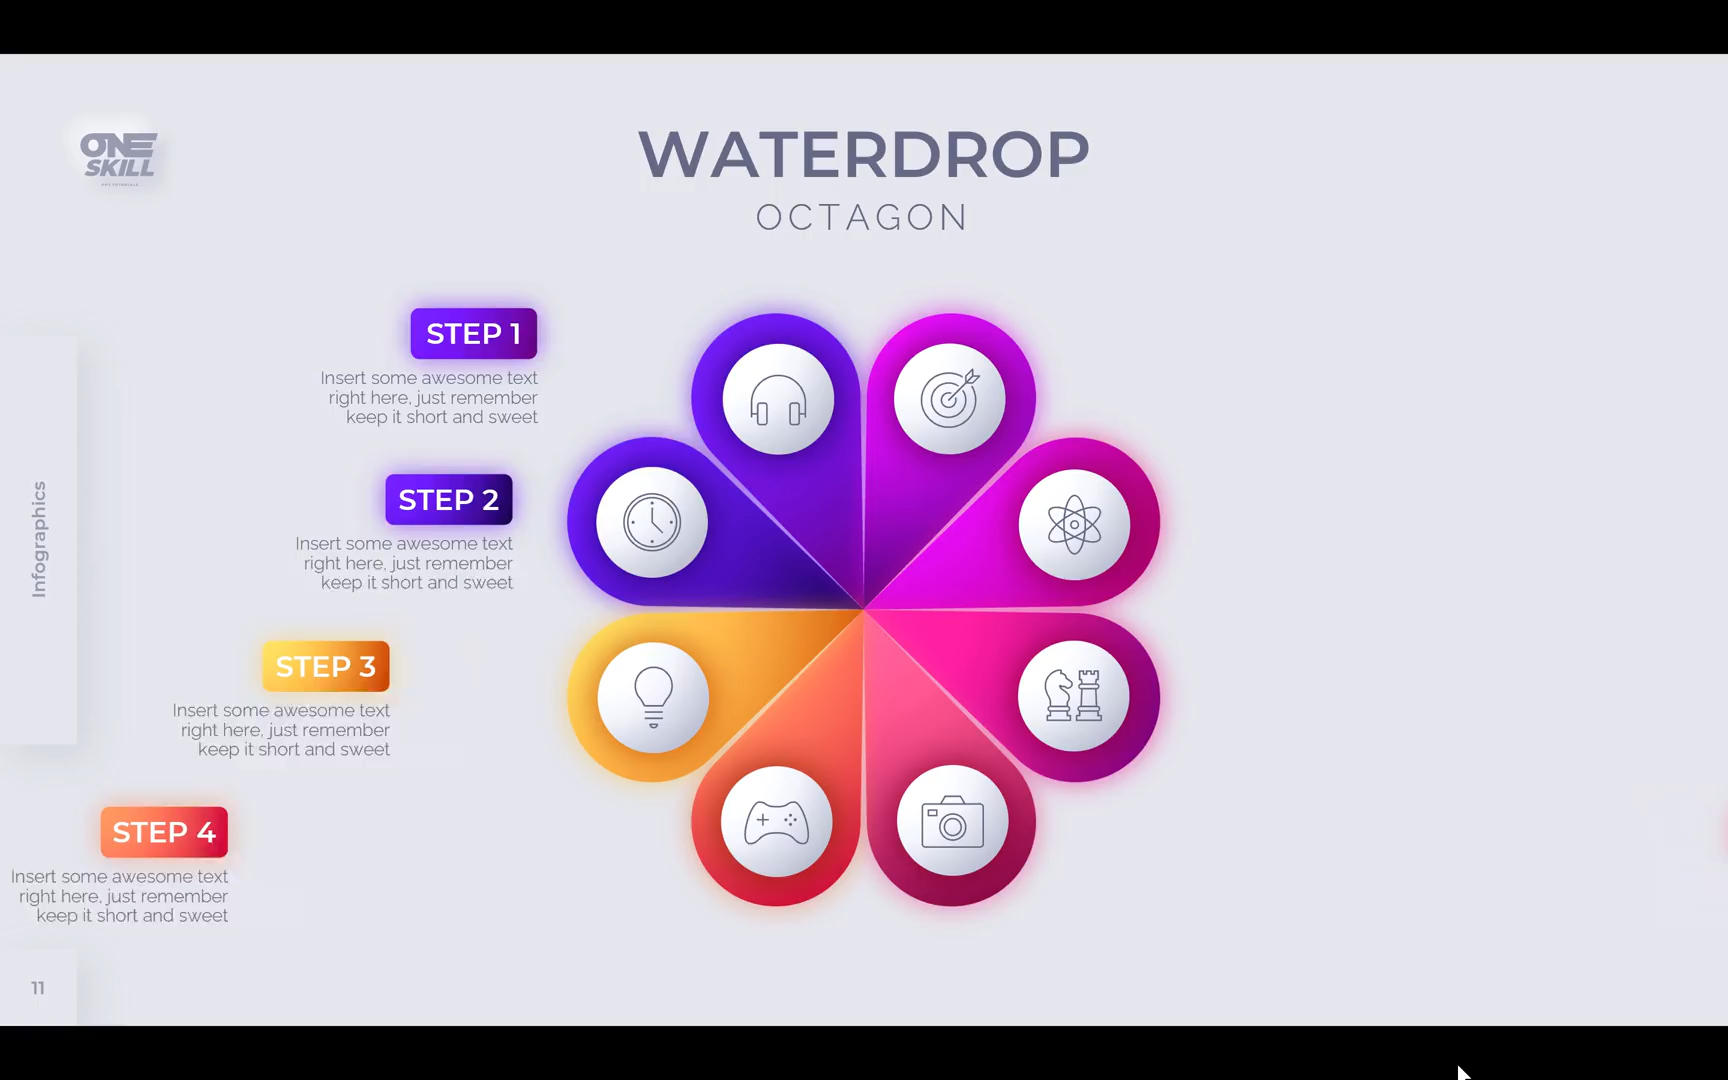 ONE
SKILL
PPT TUTORIALS
WATERDROP
OCTAGON
STEP 1
Insert some awesome text
right here, just remember
keep it short and sweet
STEP 2
Insert some awesome text
right here, just remember
keep it short and sweet
STEP 3
Insert some awesome text
right here, just remember
keep it short and sweet
STEP 4
Insert some awesome text
right here, just remember
keep it short and sweet
Infographics
11